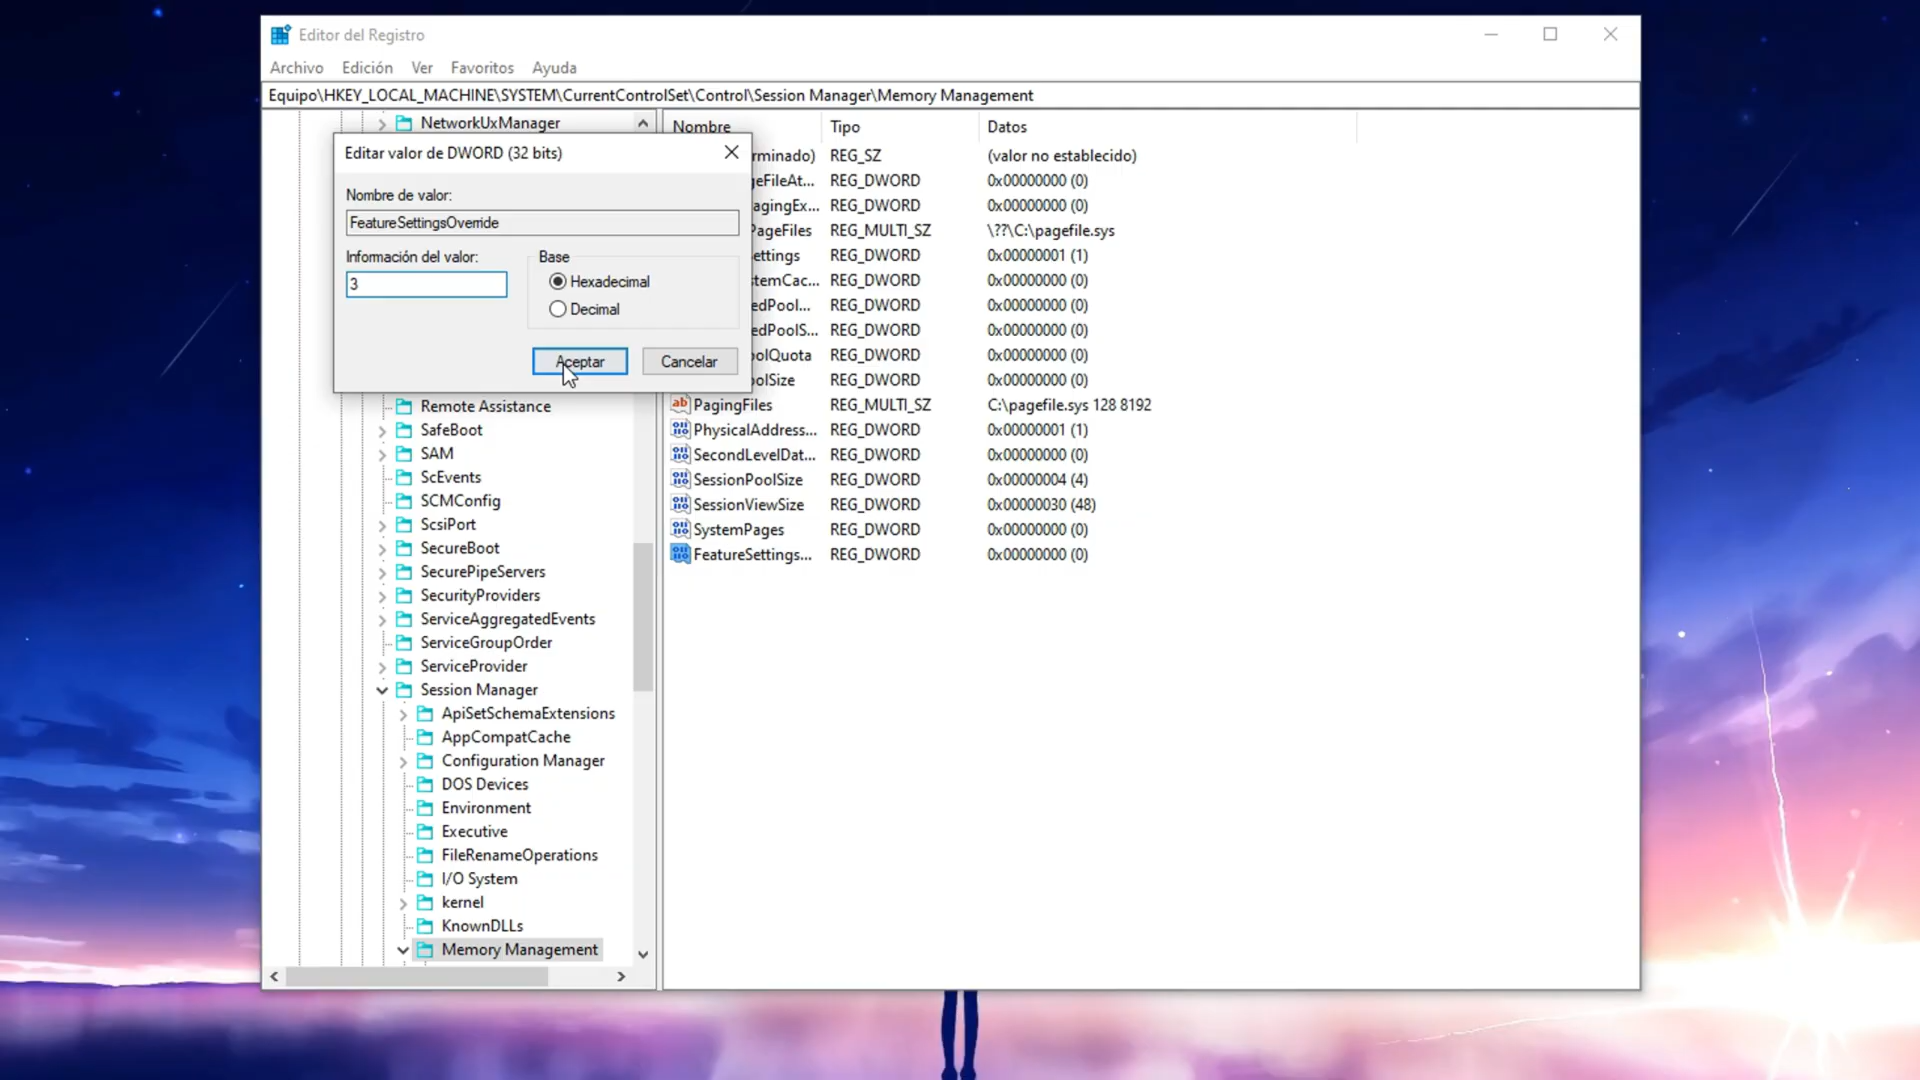 Editor del Registro
Archivo Edición Ver Favoritos Ayuda
Equipo\HKEY_LOCAL_MACHINE\SYSTEM\CurrentControlSet\Control\Session Manager\Memory Management
NetworkUxManager
Editar valor de DWORD (32 bits)
Nombre de valor:
FeatureSettingsOverride
Información del valor:
3
Base
Hexadecimal
Decimal
Aceptar Cancelar
Remote Assistance
SafeBoot
SAM
ScEvents
SCMConfig
ScsiPort
SecureBoot
SecurePipeServers
SecurityProviders
ServiceAggregatedEvents
ServiceGroupOrder
ServiceProvider
Session Manager
ApiSetSchemaExtensions
AppCompatCache
Configuration Manager
DOS Devices
Environment
Executive
FileRenameOperations
I/O System
kernel
KnownDLLs
Memory Management
Nombre Tipo Datos
rminado) REG_SZ (valor no establecido)
geFileAt... REG_DWORD 0x00000000 (0)
agingEx... REG_DWORD 0x00000000 (0)
PageFiles REG_MULTI_SZ \??\C:\pagefile.sys
ettings REG_DWORD 0x00000001 (1)
stemCac... REG_DWORD 0x00000000 (0)
edPool... REG_DWORD 0x00000000 (0)
edPoolS... REG_DWORD 0x00000000 (0)
olQuota REG_DWORD 0x00000000 (0)
olSize REG_DWORD 0x00000000 (0)
PagingFiles REG_MULTI_SZ C:\pagefile.sys 128 8192
PhysicalAddress... REG_DWORD 0x00000001 (1)
SecondLevelDat... REG_DWORD 0x00000000 (0)
SessionPoolSize REG_DWORD 0x00000004 (4)
SessionViewSize REG_DWORD 0x00000030 (48)
SystemPages REG_DWORD 0x00000000 (0)
FeatureSettings... REG_DWORD 0x00000000 (0)